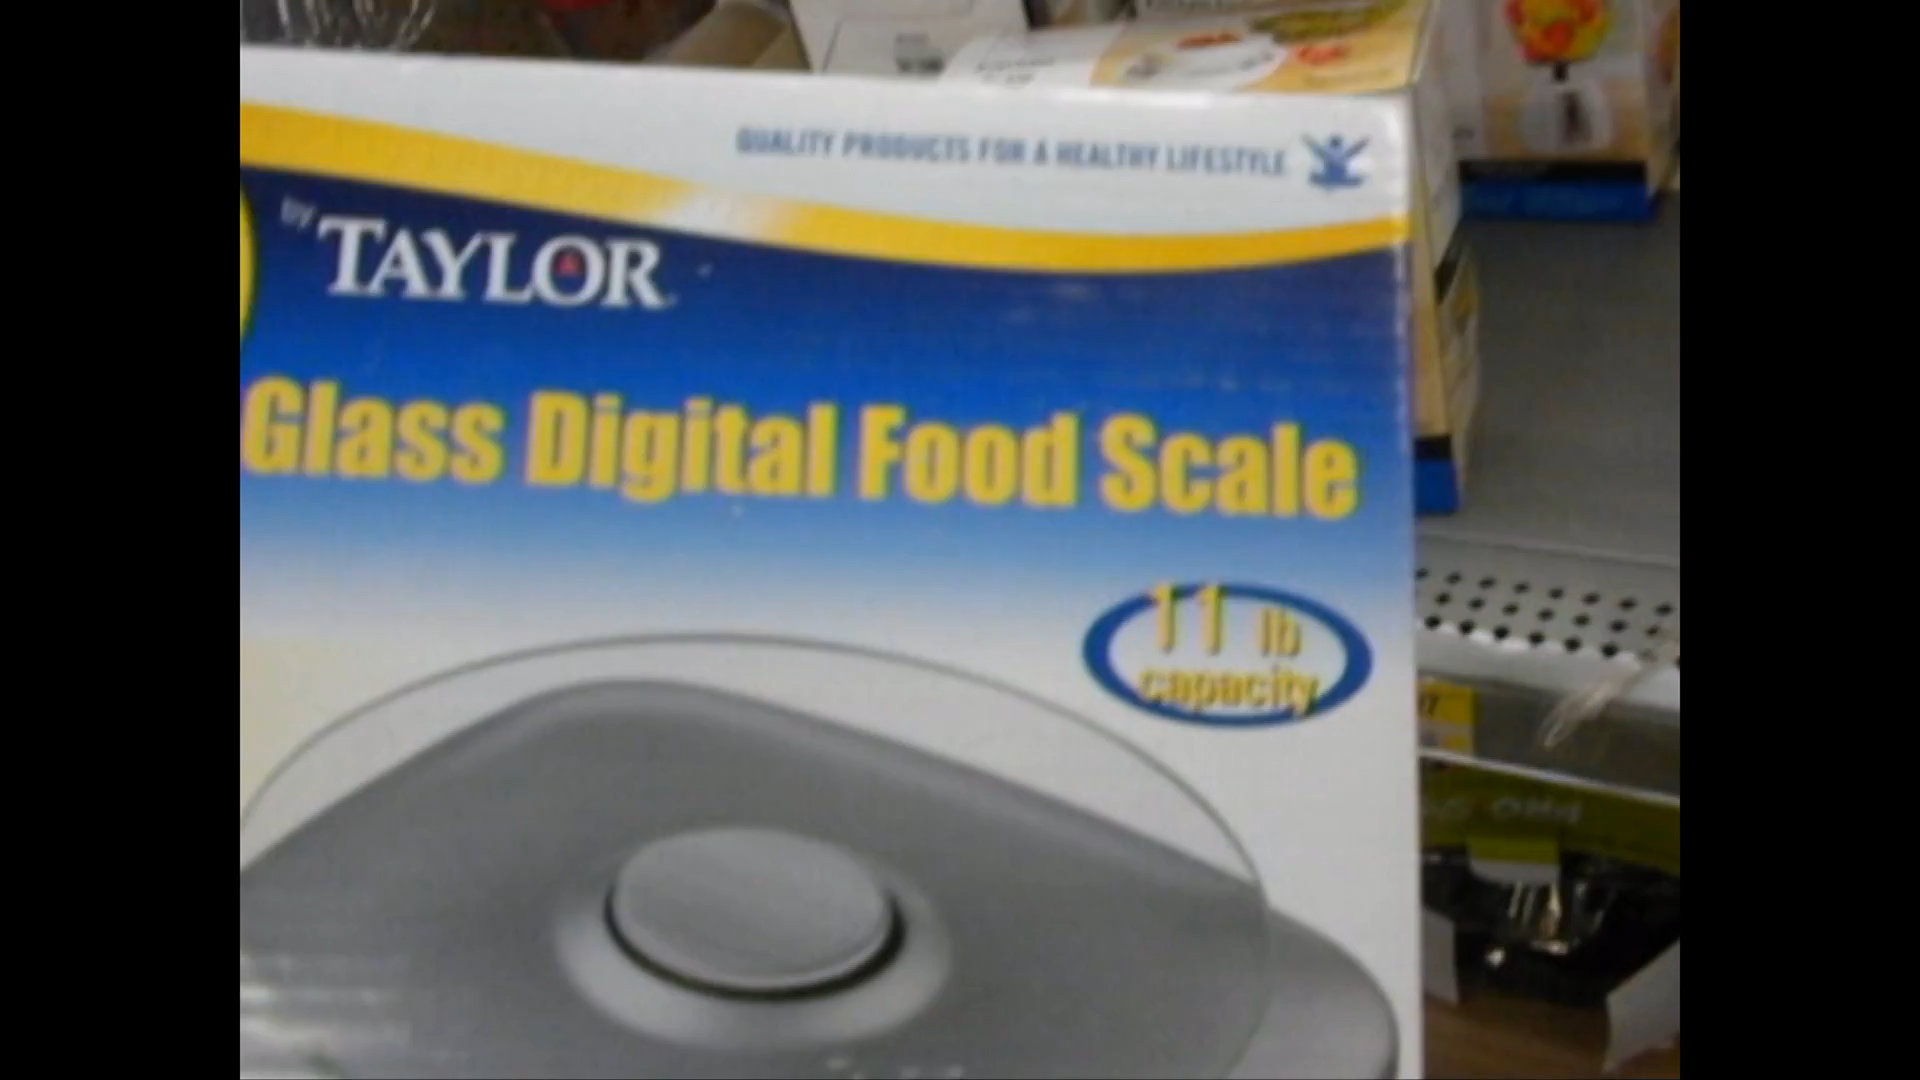 QUALITY PRODUCTS FOR A HEALTHY LIFESTYLE
by TAYLOR
Glass Digital Food Scale
11 lb
capacity